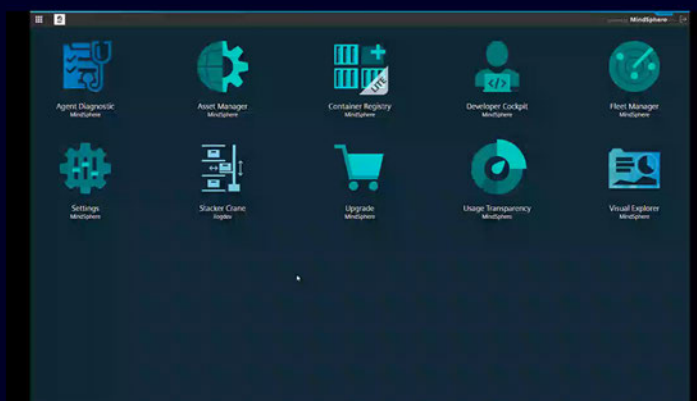 MindSphere
Agent Diagnostic
MindSphere
Asset Manager
MindSphere
LITE
Container Registry
MindSphere
Developer Cockpit
MindSphere
Fleet Manager
MindSphere
Settings
MindSphere
Stacker Crane
Upgrade
MindSphere
Usage Transparency
MindSphere
Visual Explorer
MindSphere